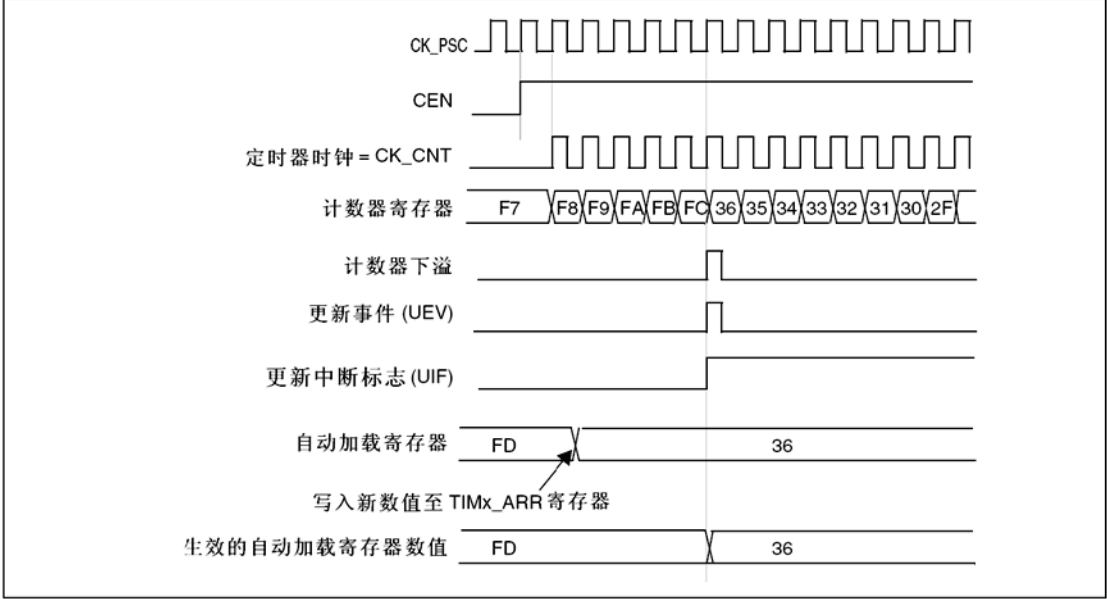 CK_PSC
CEN
定时器时钟 = CK_CNT
计数器寄存器 F7 F8 F9 FA FB FC 36 35 34 33 32 31 30 2F
计数器下溢
更新事件 (UEV)
更新中断标志 (UIF)
自动加载寄存器 FD 36
写入新数值至 TIMx_ARR 寄存器
生效的自动加载寄存器数值 FD 36